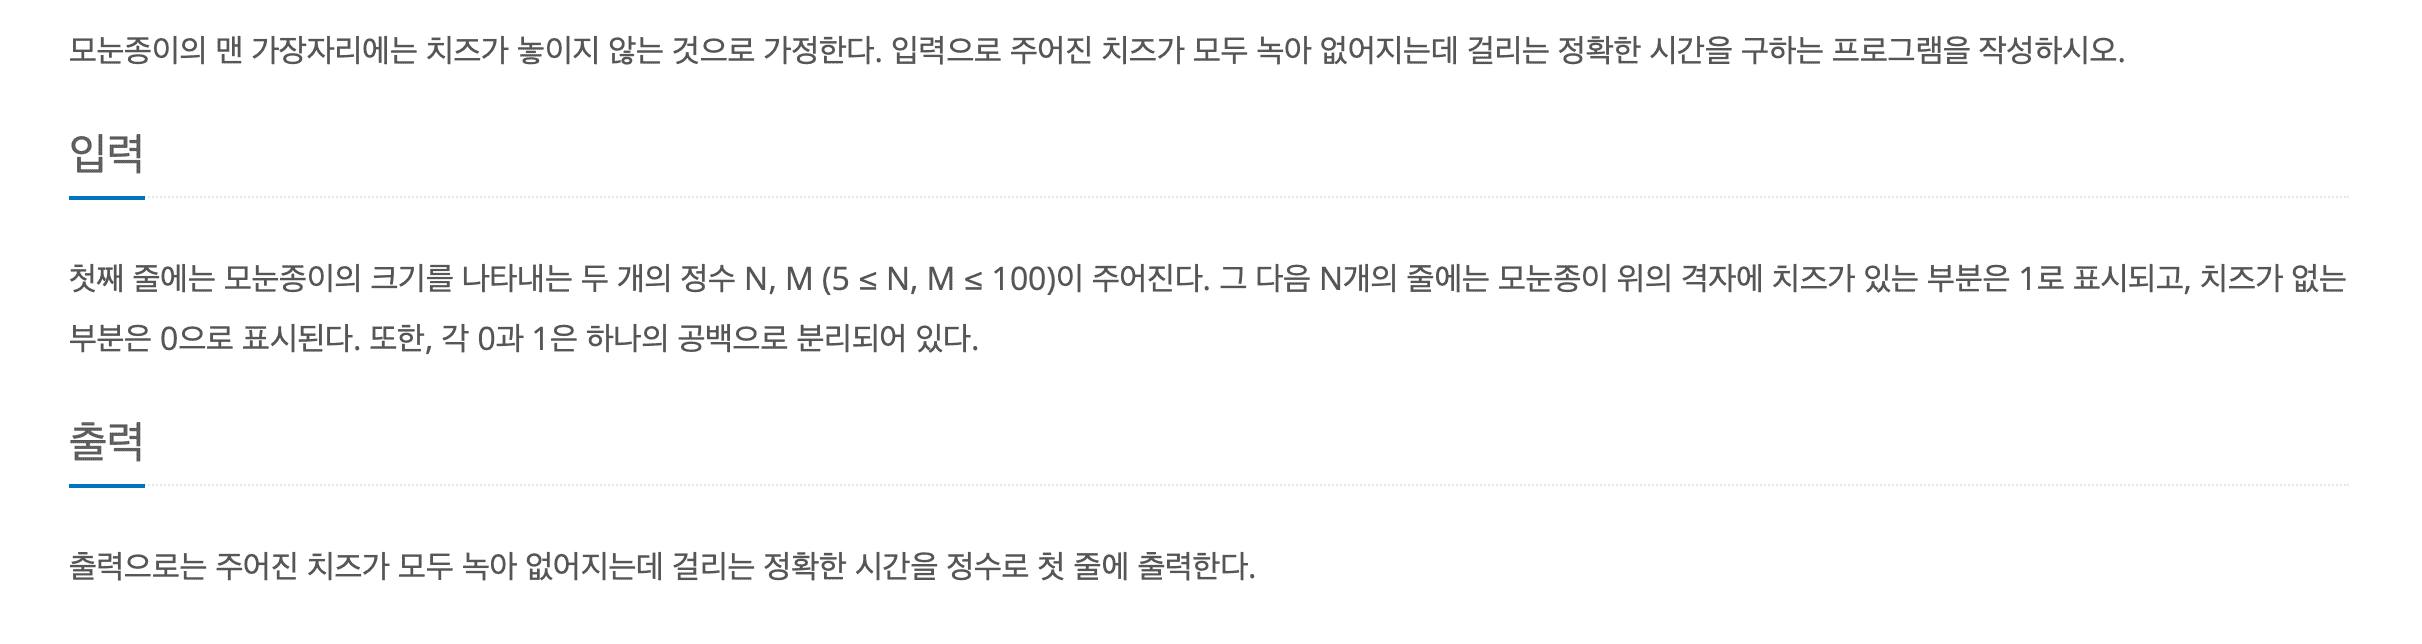 모눈종이의 맨 가장자리에는 치즈가 놓이지 않는 것으로 가정한다. 입력으로 주어진 치즈가 모두 녹아 없어지는데 걸리는 정확한 시간을 구하는 프로그램을 작성하시오.
입력
첫째 줄에는 모눈종이의 크기를 나타내는 두 개의 정수 N, M (5 ≤ N, M ≤ 100)이 주어진다. 그 다음 N개의 줄에는 모눈종이 위의 격자에 치즈가 있는 부분은 1로 표시되고, 치즈가 없는
부분은 0으로 표시된다. 또한, 각 0과 1은 하나의 공백으로 분리되어 있다.
출력
출력으로는 주어진 치즈가 모두 녹아 없어지는데 걸리는 정확한 시간을 정수로 첫 줄에 출력한다.